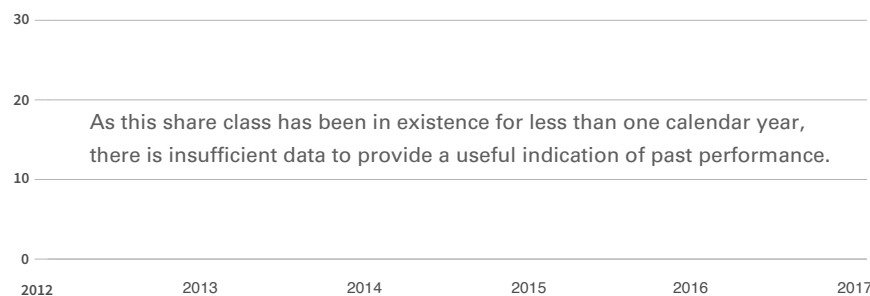 30
20
As this share class has been in existence for less than one calendar year,
there is insufficient data to provide a useful indication of past performance.
10
0
2012 2013 2014 2015 2016 2017